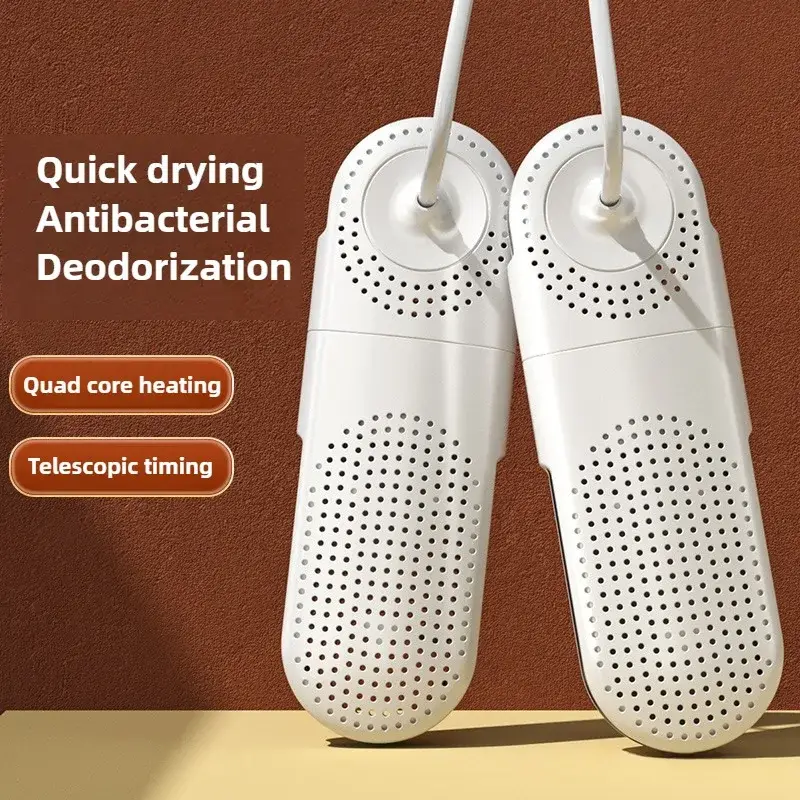 Quick drying
Antibacterial
Deodorization
Quad core heating
Telescopic timing